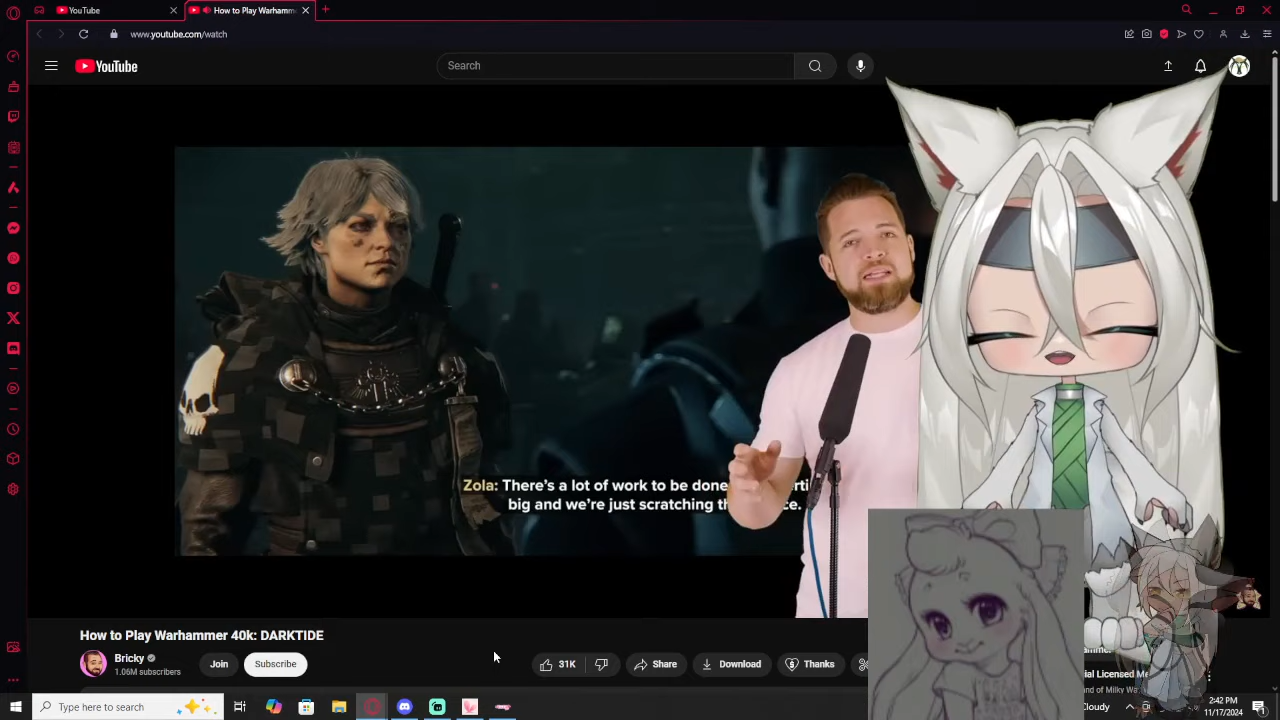 YouTube
How to Play Warhamm
www.youtube.com/watch
YouTube
Search
Zola: There's a lot of work to be done
big and we're just scratching th
How to Play Warhammer 40k: DARKTIDE
Bricky
1.06M subscribers
Join
Subscribe
31K
Share
Download
Thanks
Type here to search
Cloudy
2:42 PM
11/17/2024